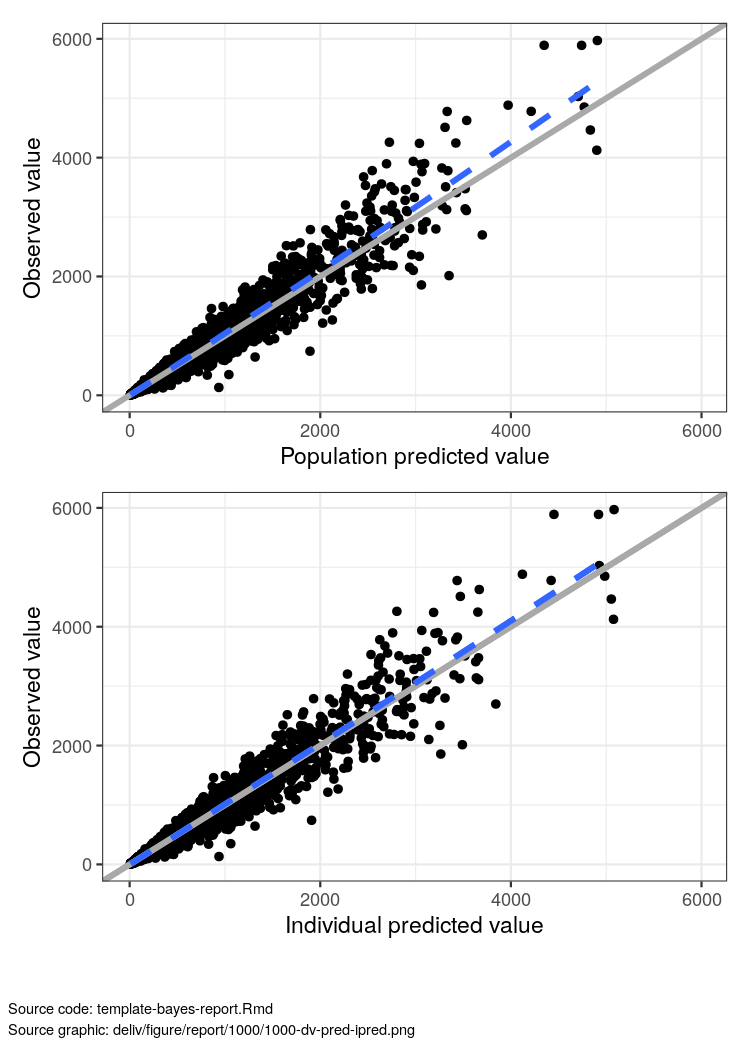 6000
4000
2000
0
Observed value
0 2000 4000 6000
Population predicted value
6000
4000
2000
0
Observed value
0 2000 4000 6000
Individual predicted value
Source code: template-bayes-report.Rmd
Source graphic: deliv/figure/report/1000/1000-dv-pred-ipred.png